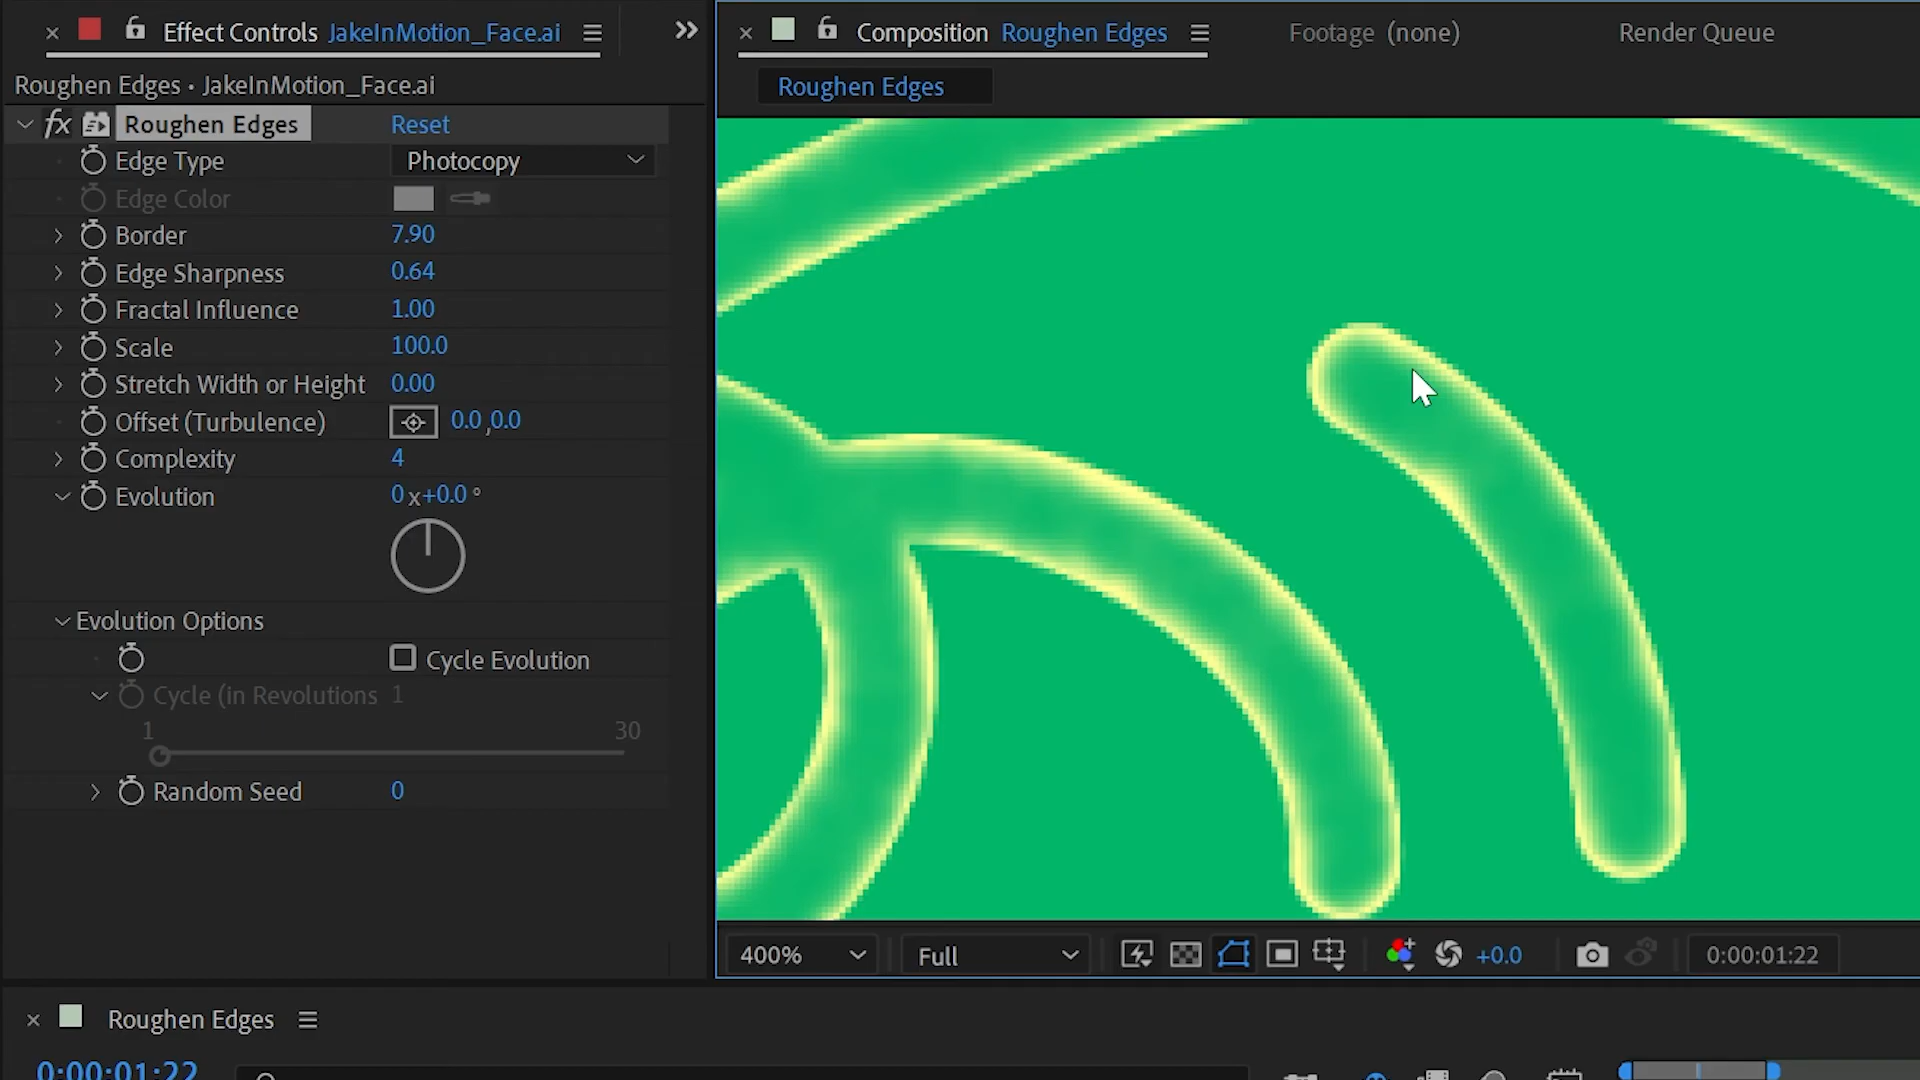 Effect Controls JakeInMotion_Face.ai
Roughen Edges • JakeInMotion_Face.ai
fx Roughen Edges Reset
Edge Type Photocopy
Edge Color
Border 7.90
Edge Sharpness 0.64
Fractal Influence 1.00
Scale 100.0
Stretch Width or Height 0.00
Offset (Turbulence) 0.0,0.0
Complexity 4
Evolution 0x+0.0°
Evolution Options
Cycle Evolution
Cycle (in Revolutions 1
1 30
Random Seed 0
Composition Roughen Edges Footage (none) Render Queue
Roughen Edges
400% Full +0.0 0:00:01:22
Roughen Edges
0:00:01:22